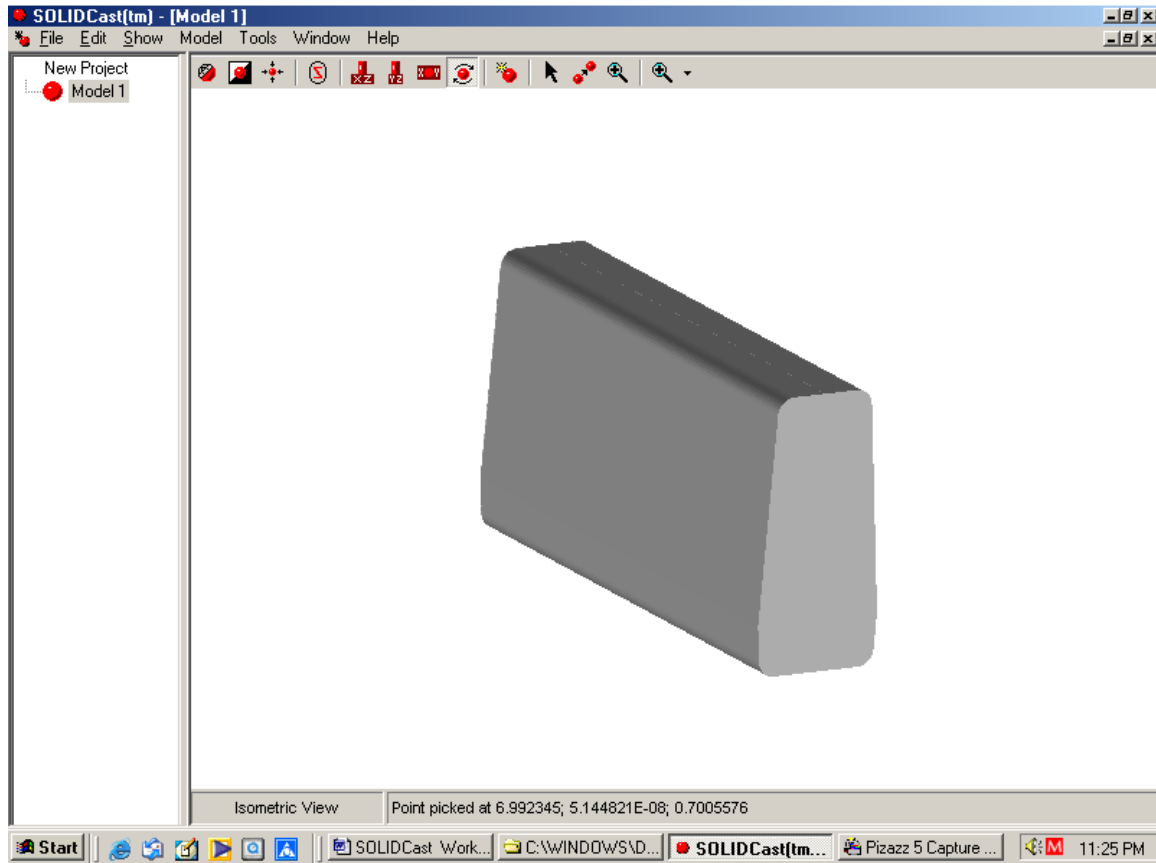 SOLIDCast(tm) - [Model 1]
File Edit Show Model Tools Window Help
New Project
Model 1
XZ YZ
Isometric View
Point picked at 6.992345; 5.144821E-08; 0.7005576
Start SOLIDCast Work... C:\WINDOWS\D... SOLIDCast(tm... Pizazz 5 Capture ... M 11:25 PM